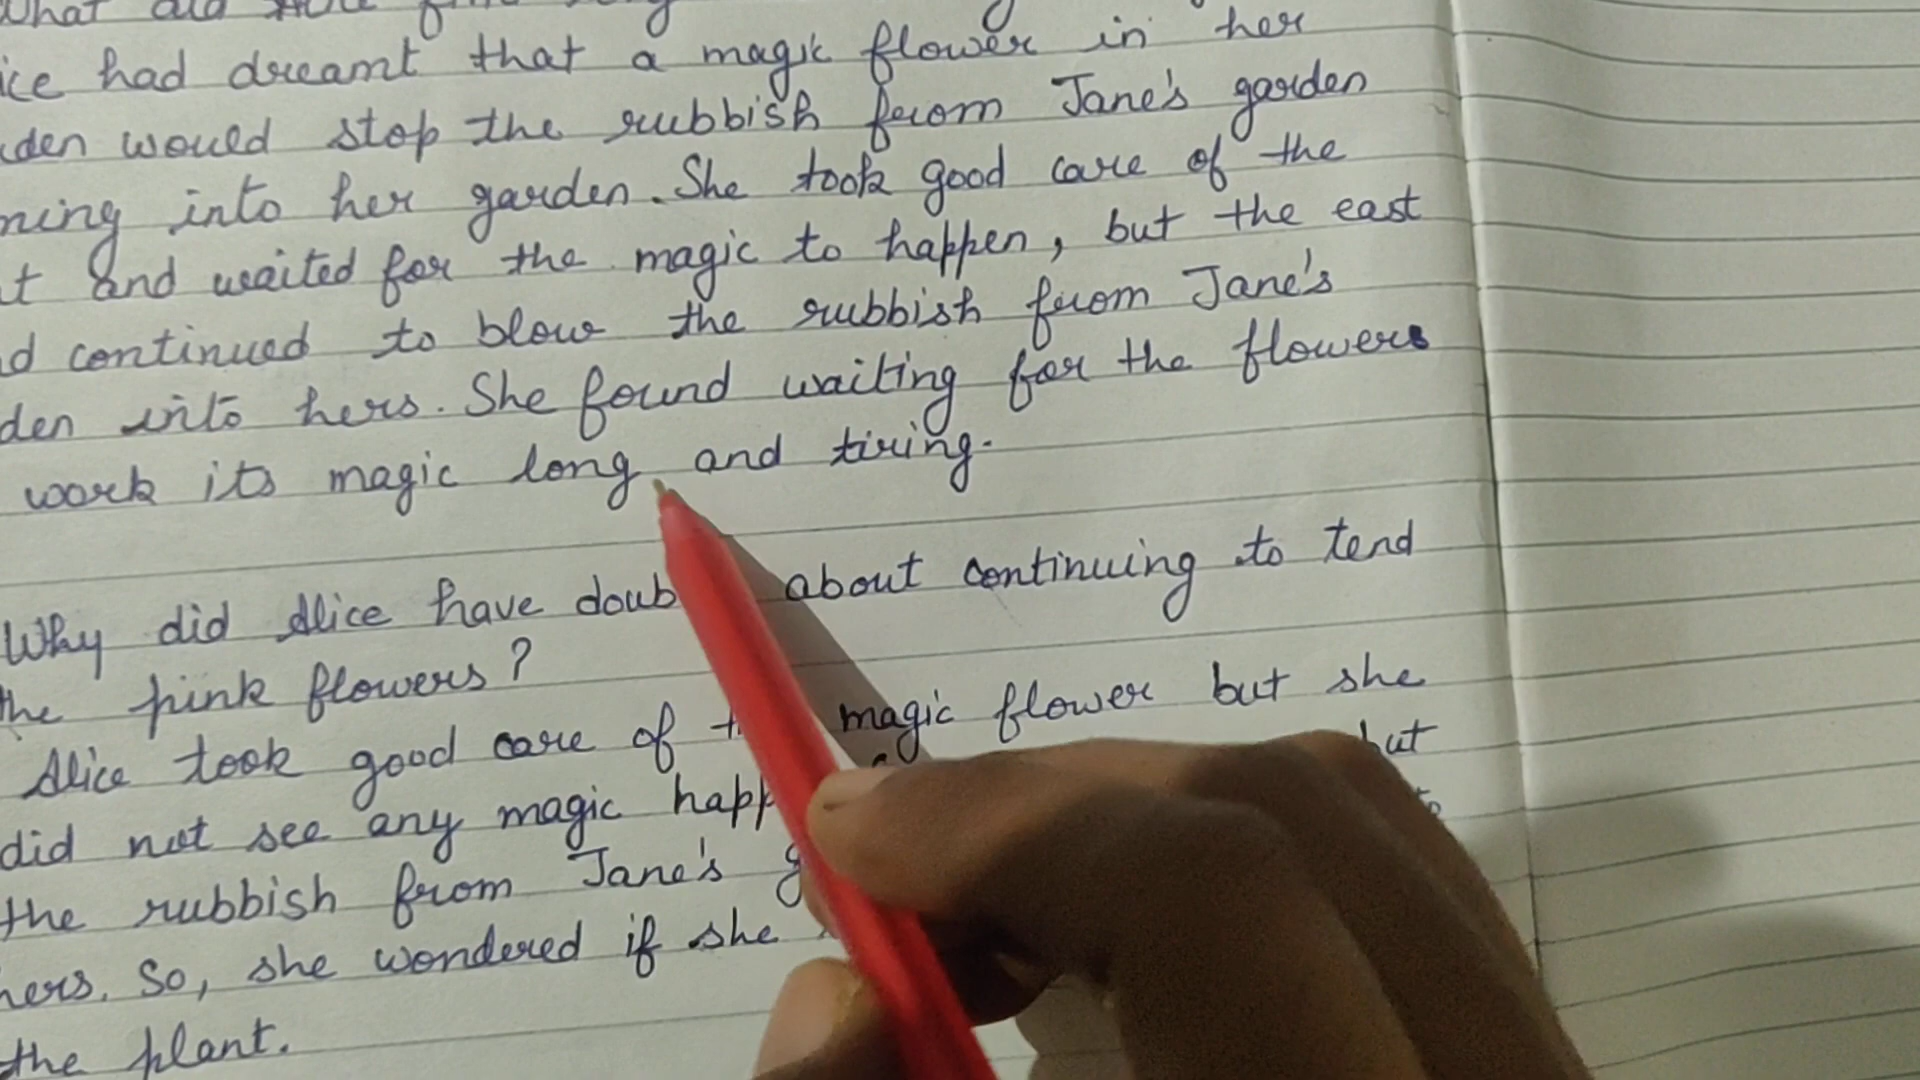 What did
ice had dreamt that a magic flower in her
den would stop the rubbish from Jane's garden
ming into her garden. She took good care of the
t and waited for the magic to happen, but the east
d continued to blow the rubbish from Jane's
den into hers. She found waiting for the flowers
work its magic long and tiring.
Why did Alice have doub about continuing to tend
the pink flowers?
Alice took good care of magic flower but she
did not see any magic happ but
the rubbish from Jane's g
hers. So, she wondered if she
the plant.